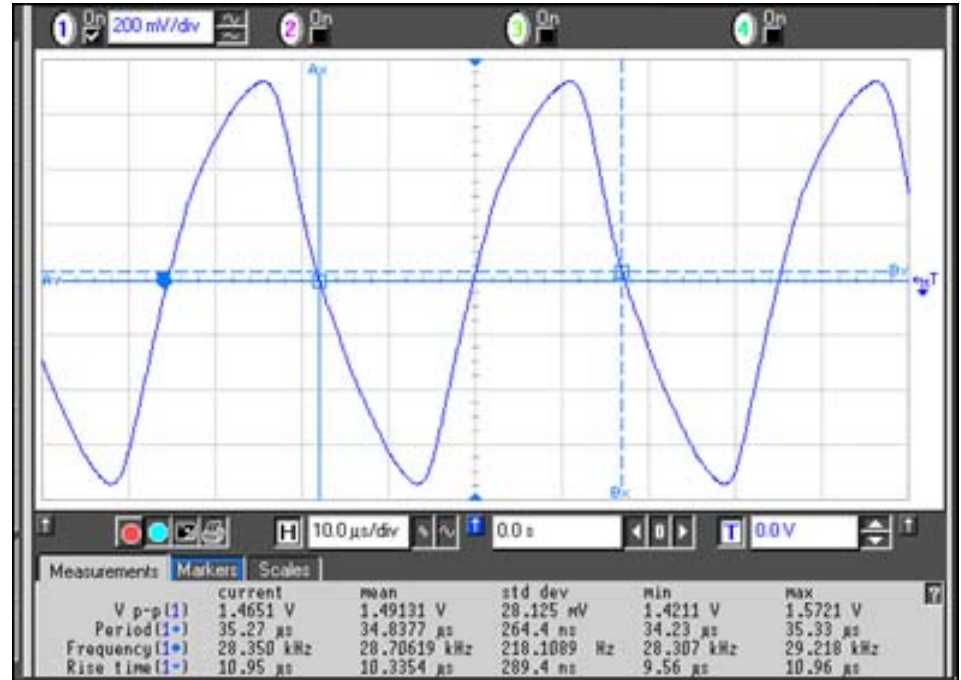 1 On 200 mV/div 2 On 3 On 4 On
Ax
Ay By T
Bx
H 10.0 µs/div 0.0 s 0 T 0.0 V
Measurements Markers Scales ?
current mean std dev min max
V p-p(1) 1.4651 V 1.49131 V 28.125 mV 1.4211 V 1.5721 V
Period(1•) 35.27 µs 34.8377 µs 264.4 ns 34.23 µs 35.33 µs
Frequency(1•) 28.350 kHz 28.70619 kHz 218.1089 Hz 28.307 kHz 29.218 kHz
Rise time(1-) 10.95 µs 10.3354 µs 289.4 ns 9.56 µs 10.96 µs